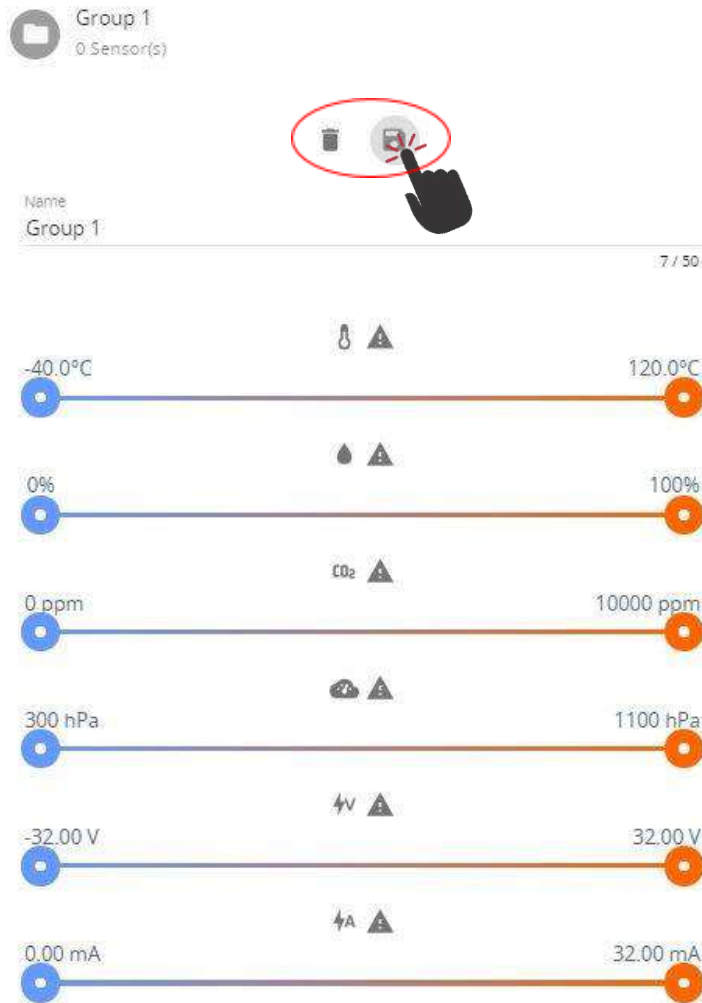 Group 1
0 Sensor(s)
Name
Group 1
7 / 50
-40.0°C 120.0°C
0% 100%
CO₂
0 ppm 10000 ppm
300 hPa 1100 hPa
V
-32.00 V 32.00 V
A
0.00 mA 32.00 mA